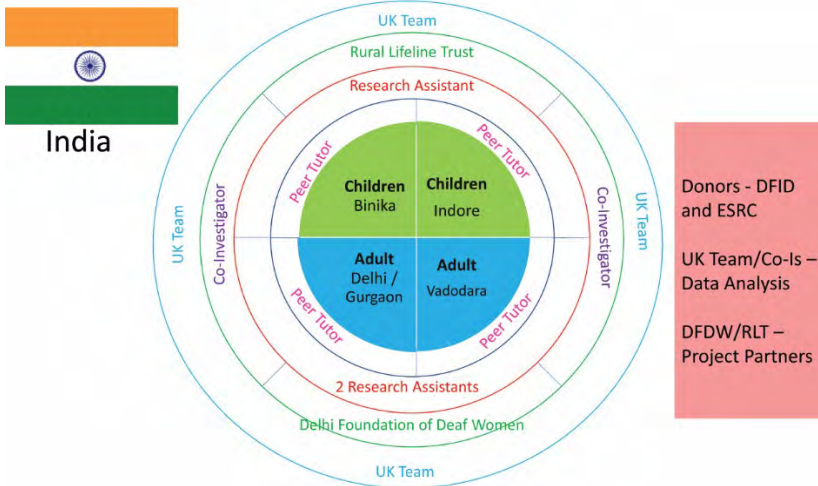 UK Team
Rural Lifeline Trust
Research Assistant
India
Peer Tutor
Peer Tutor
Children
Binika
Children
Indore
UK Team
Co-Investigator
Co-Investigator
UK Team
Adult
Delhi /
Gurgaon
Adult
Vadodara
Peer Tutor
Peer Tutor
2 Research Assistants
Delhi Foundation of Deaf Women
UK Team
Donors - DFID
and ESRC
UK Team/Co-Is –
Data Analysis
DFDW/RLT –
Project Partners